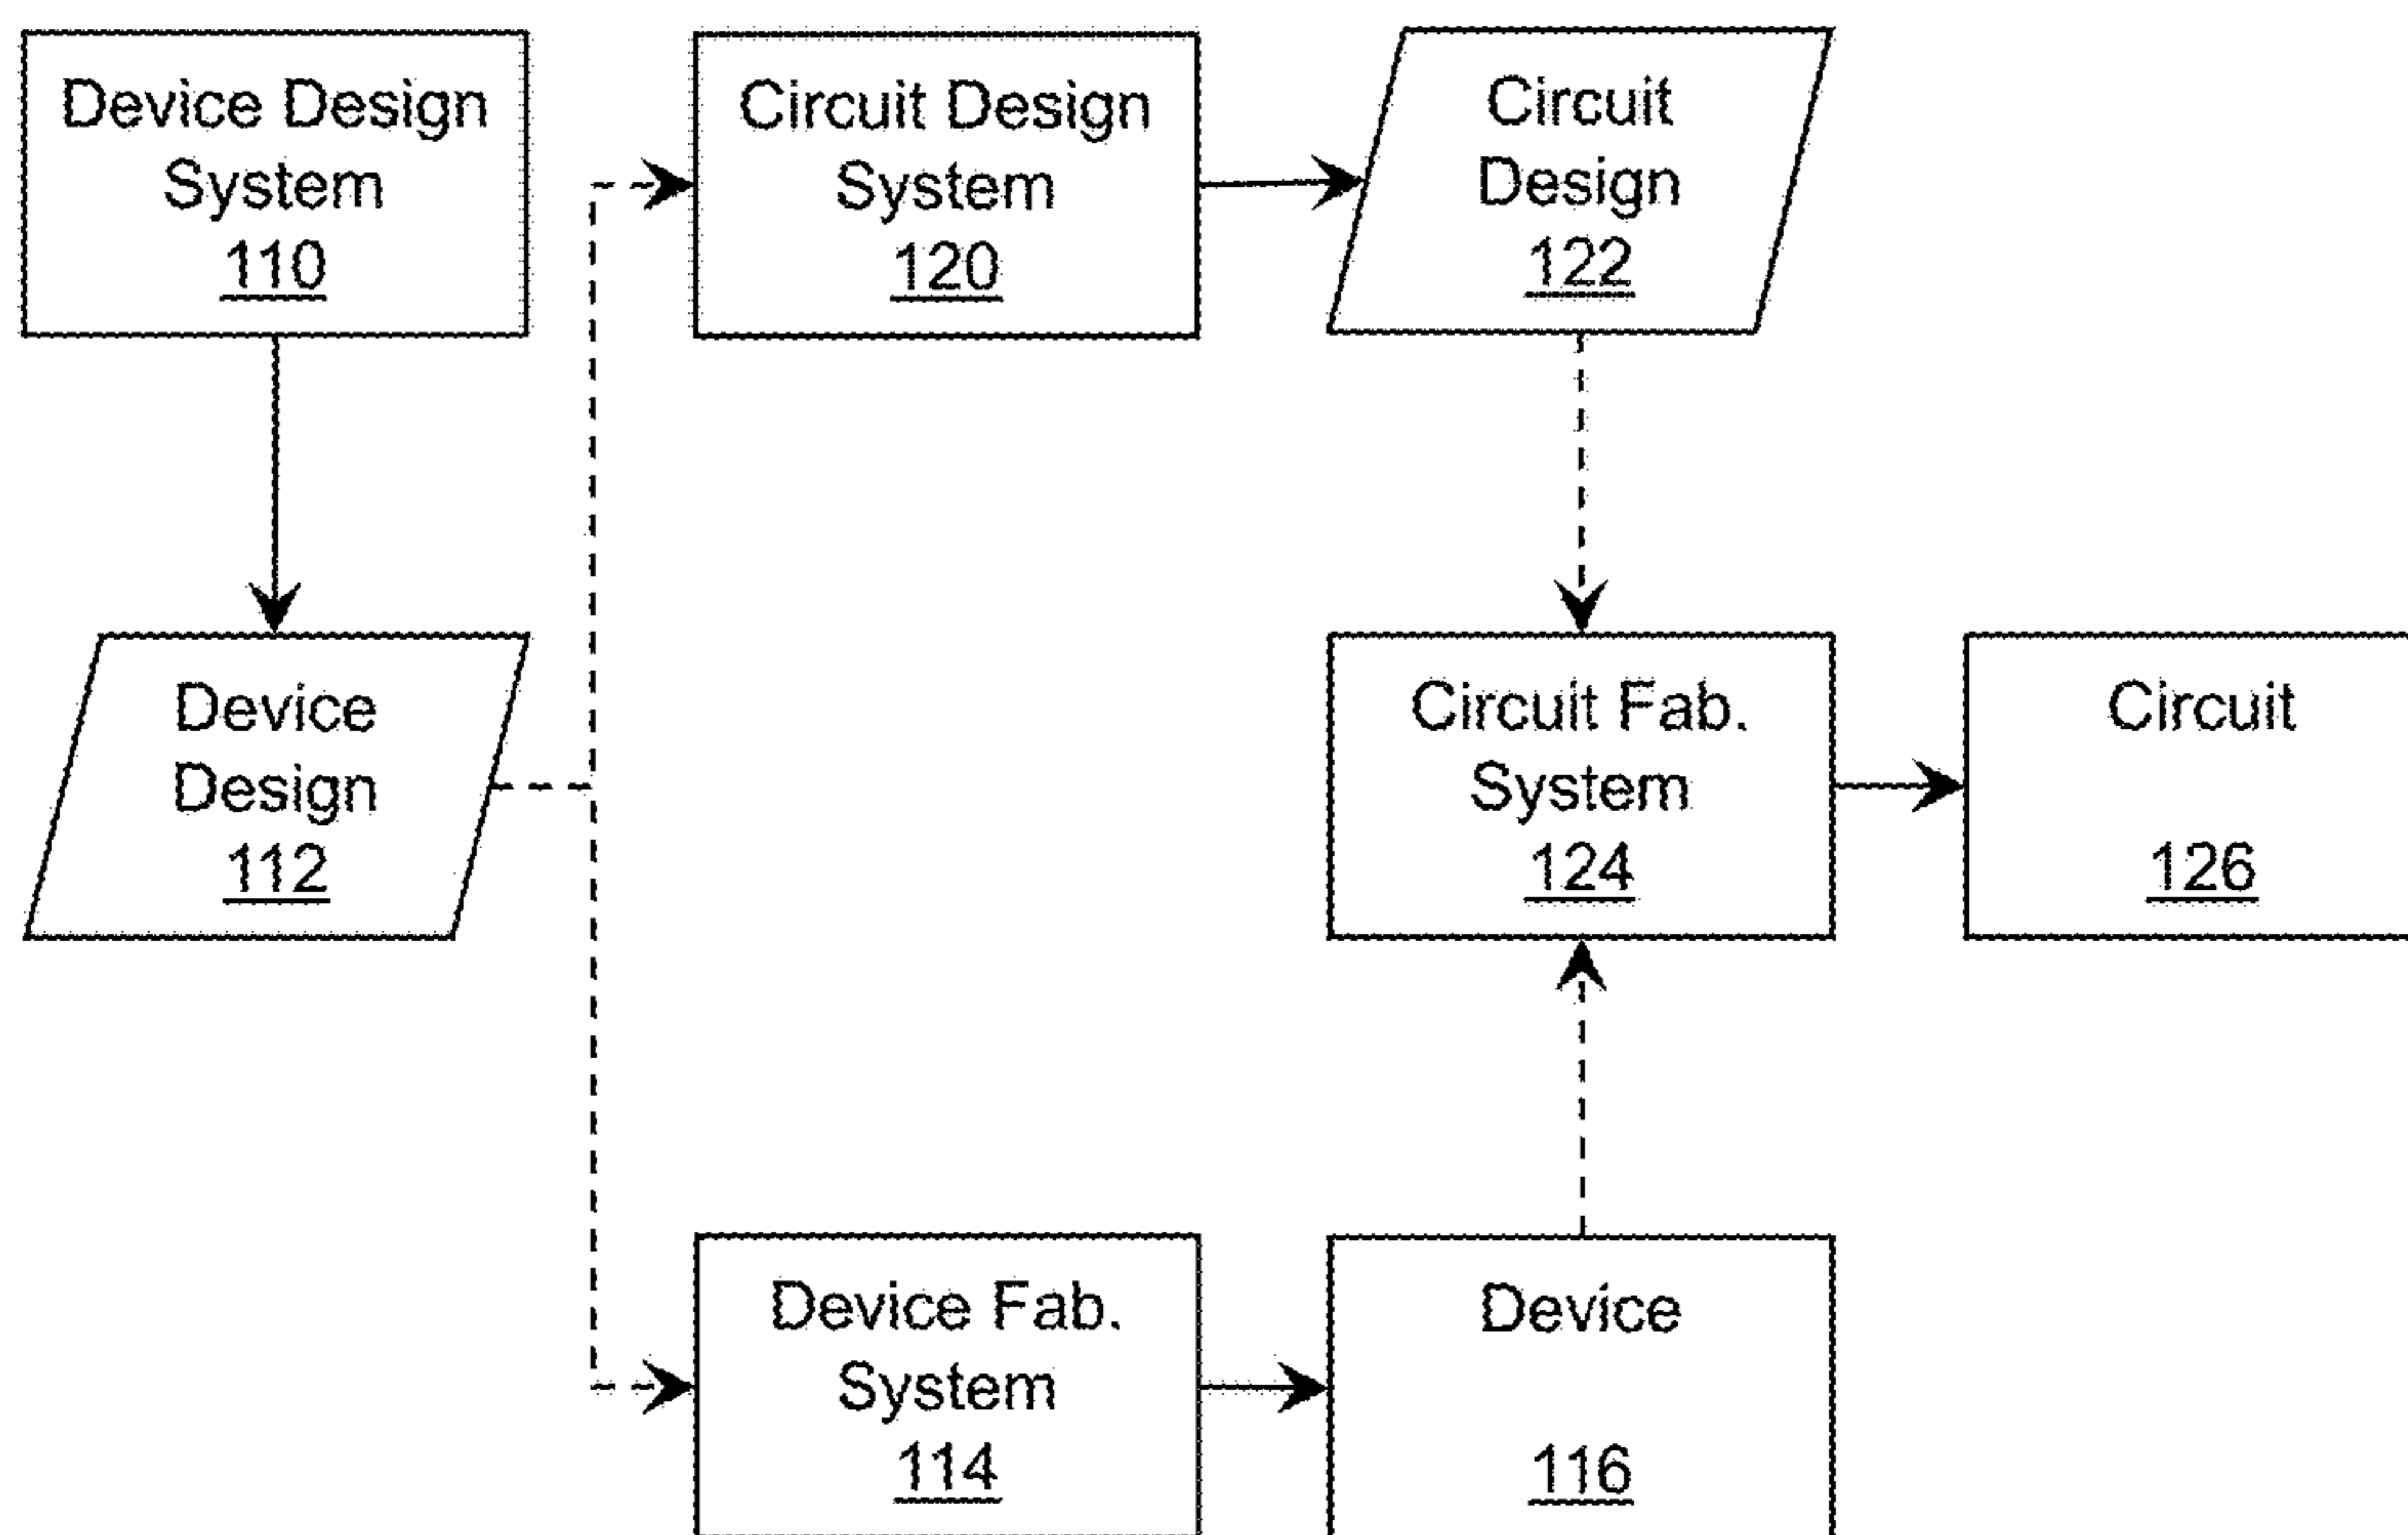 Device Design
System
110
Circuit Design
System
120
Circuit
Design
122
Device
Design
112
Circuit Fab.
System
124
Circuit
126
Device Fab.
System
114
Device
116